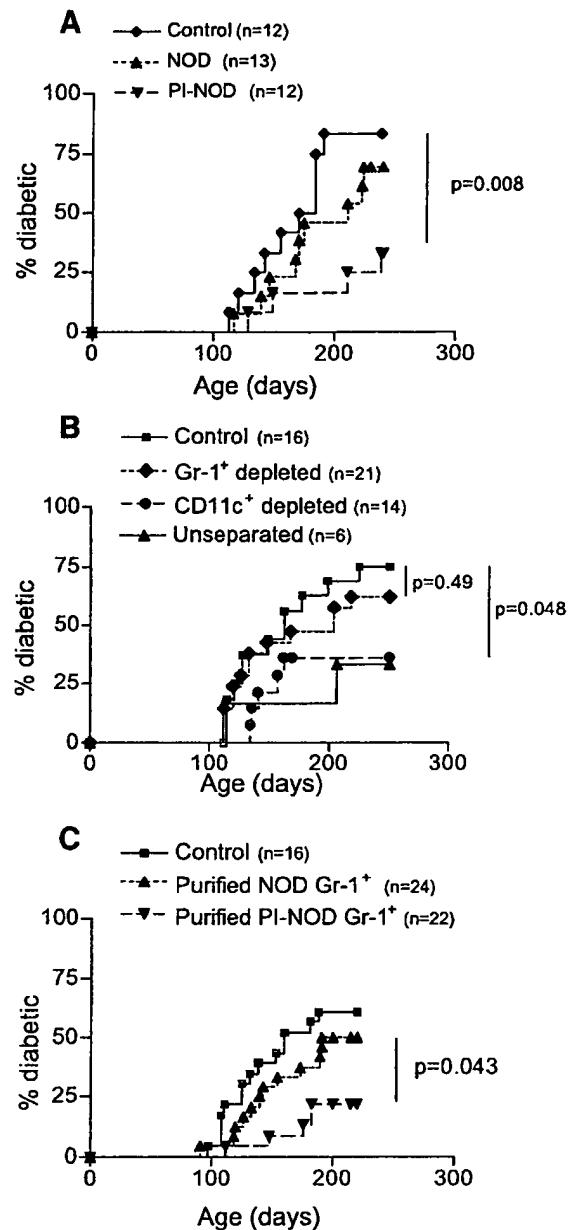 A
Control (n=12)
NOD (n=13)
PI-NOD (n=12)
100
75
50
25
0
% diabetic
p=0.008
0 100 200 300
Age (days)
B
Control (n=16)
Gr-1+ depleted (n=21)
CD11c+ depleted (n=14)
Unseparated (n=6)
100
75
50
25
0
% diabetic
p=0.49
p=0.048
0 100 200 300
Age (days)
C
Control (n=16)
Purified NOD Gr-1+ (n=24)
Purified PI-NOD Gr-1+ (n=22)
100
75
50
25
0
% diabetic
p=0.043
0 100 200 300
Age (days)